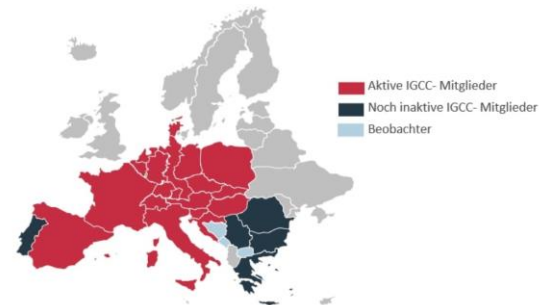 Aktive IGCC- Mitglieder
Noch inaktive IGCC- Mitglieder
Beobachter